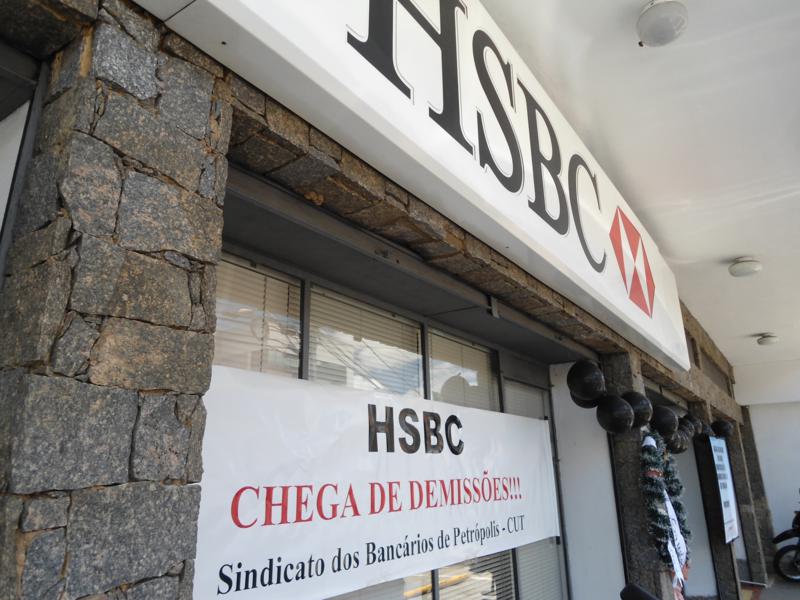 HSBC
HSBC
CHEGA DE DEMISSÕES!!!
Sindicato dos Bancários de Petrópolis - CUT